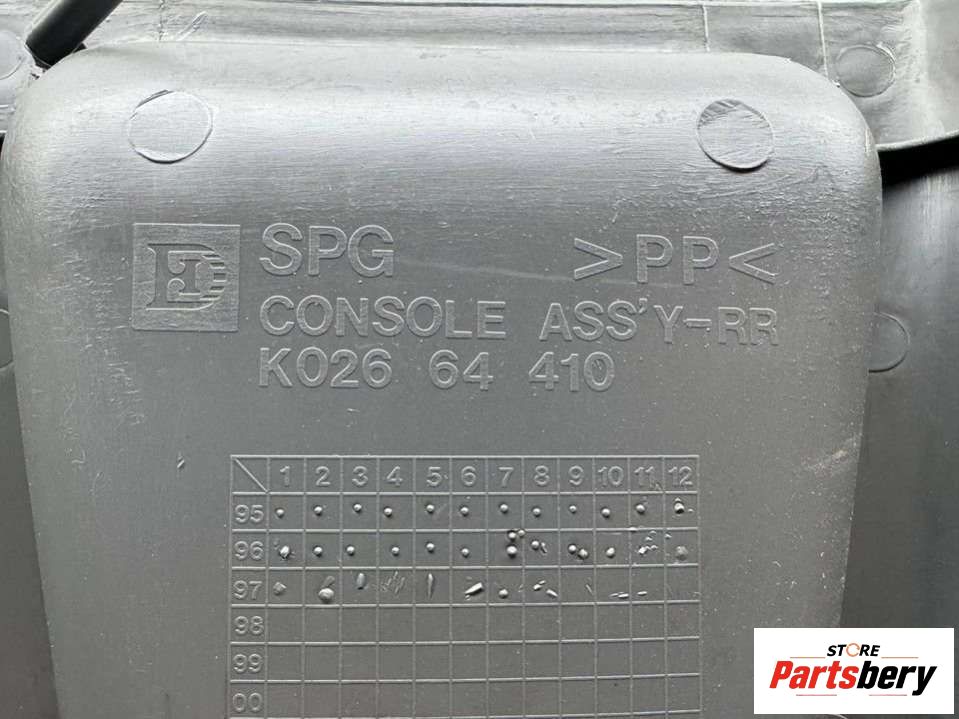 SPG >PP<
CONSOLE ASS'Y-RR
K026 64 410
1 2 3 4 5 6 7 8 9 10 11 12
95
96
97
98
99
00
STORE
Partsbery